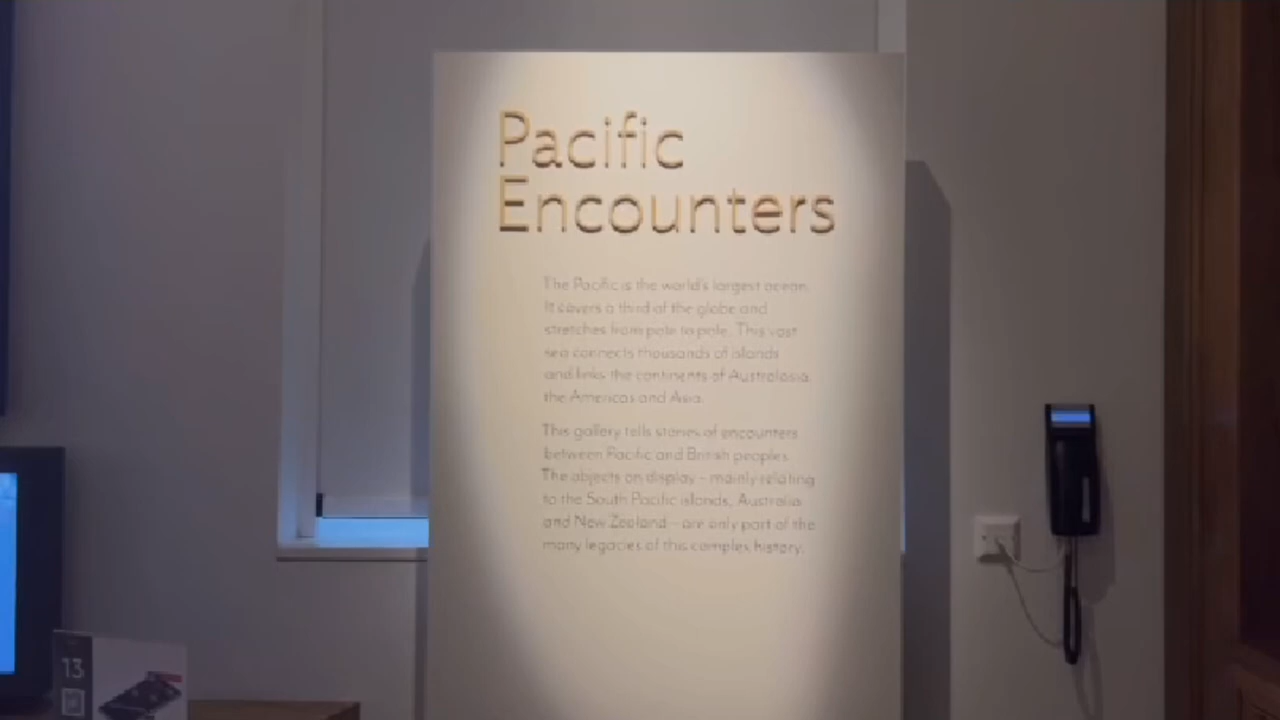 Pacific
Encounters
The Pacific is the world's largest ocean.
It covers a third of the globe and
stretches from pole to pole. This vast
sea connects thousands of islands
and links the continents of Australasia,
the Americas and Asia.
This gallery tells stories of encounters
between Pacific and British peoples.
The objects on display – mainly relating
to the South Pacific islands, Australia
and New Zealand – are only part of the
many legacies of this complex history.
13